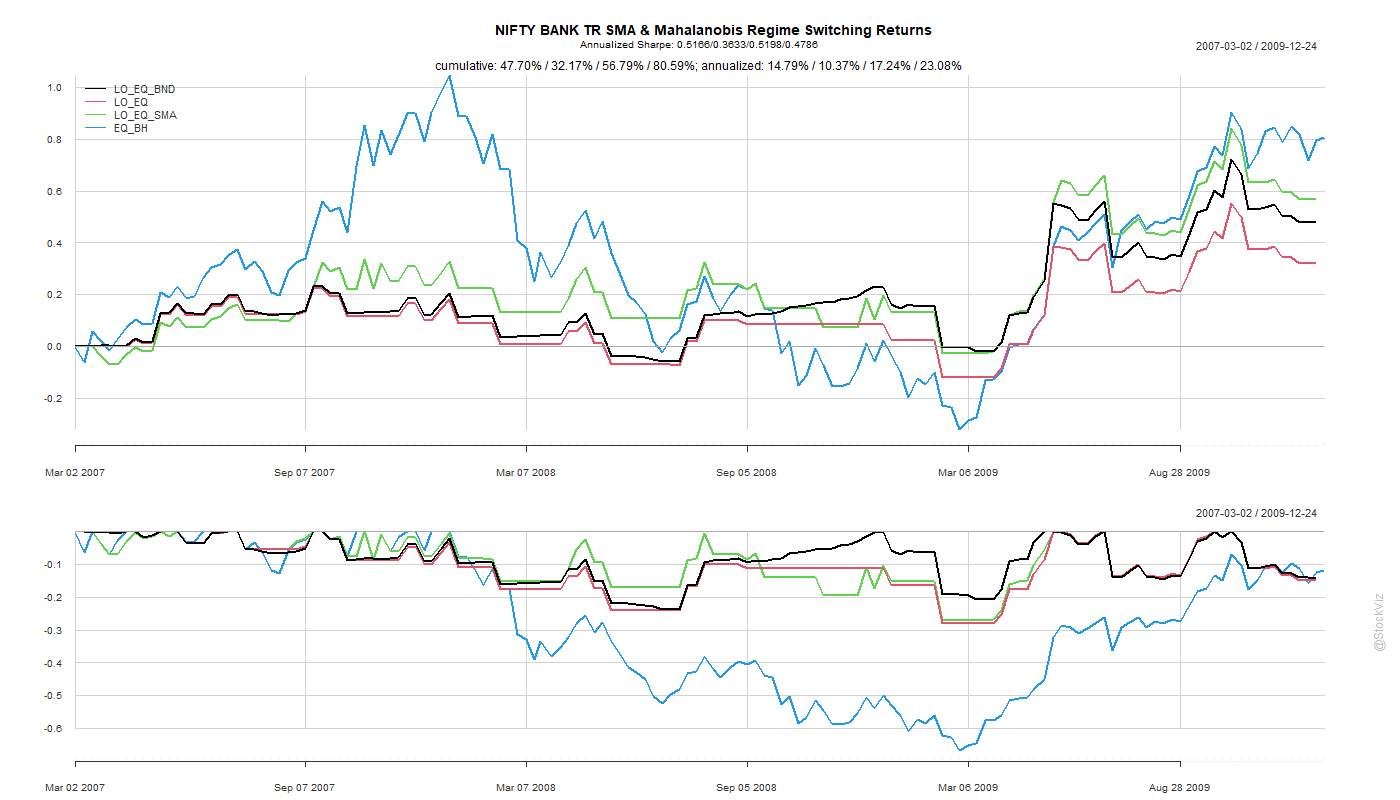 NIFTY BANK TR SMA & Mahalanobis Regime Switching Returns
Annualized Sharpe: 0.5166/0.3633/0.5198/0.4786
2007-03-02 / 2009-12-24
cumulative: 47.70% / 32.17% / 56.79% / 80.59%; annualized: 14.79% / 10.37% / 17.24% / 23.08%
LO_EQ_BND
LO_EQ
LO_EQ_SMA
EQ_BH
1.0
0.8
0.6
0.4
0.2
0.0
-0.2
Mar 02 2007 Sep 07 2007 Mar 07 2008 Sep 05 2008 Mar 06 2009 Aug 28 2009
2007-03-02 / 2009-12-24
-0.1
-0.2
-0.3
-0.4
-0.5
-0.6
Mar 02 2007 Sep 07 2007 Mar 07 2008 Sep 05 2008 Mar 06 2009 Aug 28 2009
@StockViz